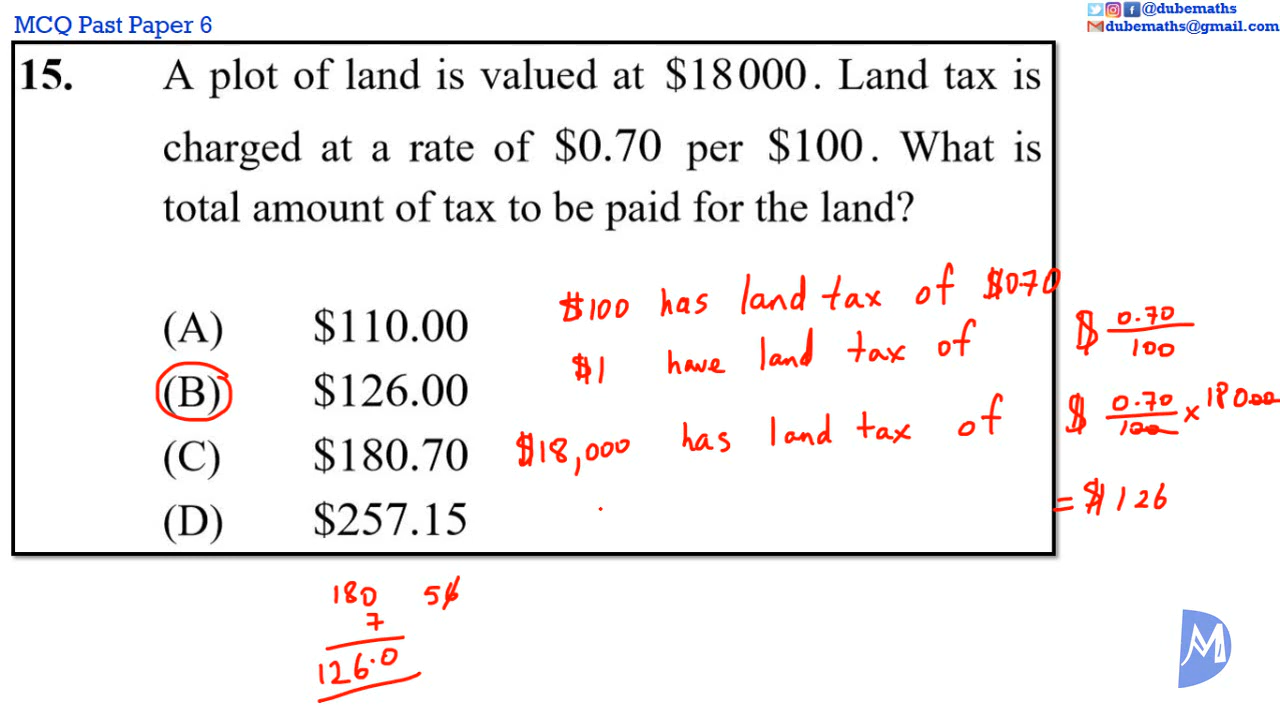 MCQ Past Paper 6
@dubemaths
dubemaths@gmail.com
15. A plot of land is valued at $18000. Land tax is
charged at a rate of $0.70 per $100. What is
total amount of tax to be paid for the land?
(A) $110.00
(B) $126.00
(C) $180.70
(D) $257.15
$100 has land tax of $0.70
$1 have land tax of $ 0.70/100
$18,000 has land tax of $ 0.70/100 × 18000
= $126
180 56
7
126.0
M